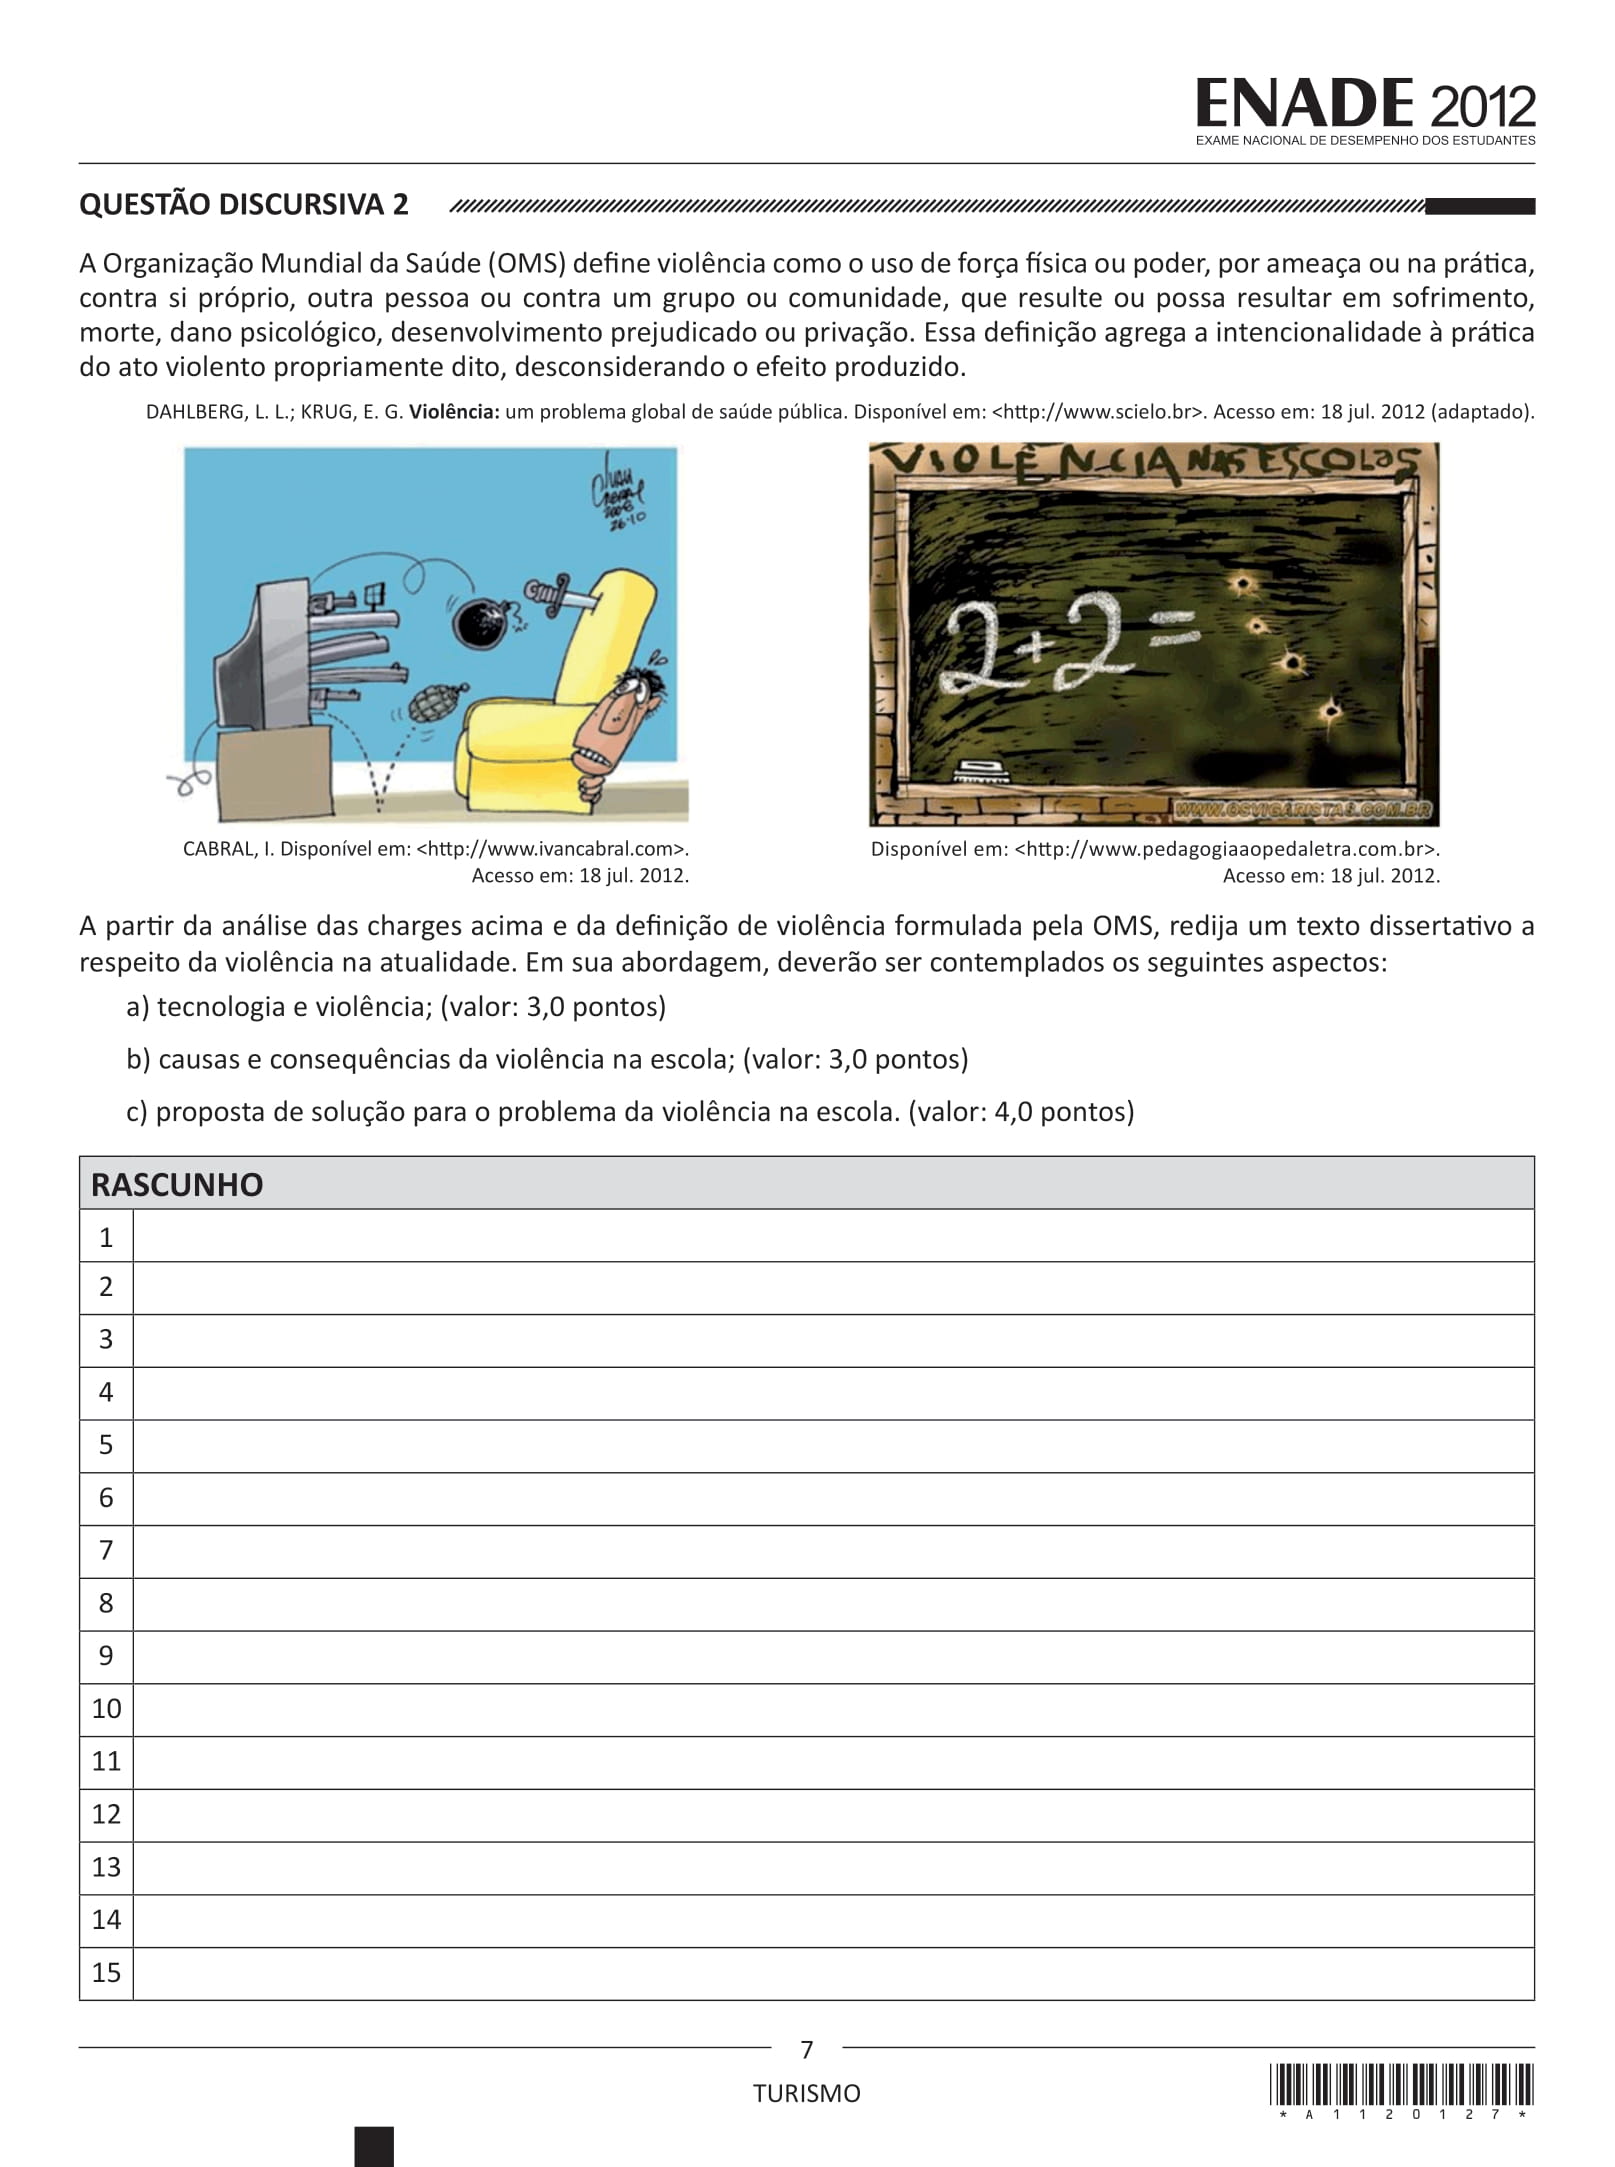 ENADE 2012
EXAME NACIONAL DE DESEMPENHO DOS ESTUDANTES
QUESTÃO DISCURSIVA 2
A Organização Mundial da Saúde (OMS) define violência como o uso de força física ou poder, por ameaça ou na prática,
contra si próprio, outra pessoa ou contra um grupo ou comunidade, que resulte ou possa resultar em sofrimento,
morte, dano psicológico, desenvolvimento prejudicado ou privação. Essa definição agrega a intencionalidade à prática
do ato violento propriamente dito, desconsiderando o efeito produzido.
DAHLBERG, L. L.; KRUG, E. G. Violência: um problema global de saúde pública. Disponível em: <http://www.scielo.br>. Acesso em: 18 jul. 2012 (adaptado).
Ivan
Cabral
2008
26-10
VIOLÊNCIA NAS ESCOLAS
2+2=
WWW.OSVIGARISTAS.COM.BR
CABRAL, I. Disponível em: <http://www.ivancabral.com>.
Acesso em: 18 jul. 2012.
Disponível em: <http://www.pedagogiaaopedaletra.com.br>.
Acesso em: 18 jul. 2012.
A partir da análise das charges acima e da definição de violência formulada pela OMS, redija um texto dissertativo a
respeito da violência na atualidade. Em sua abordagem, deverão ser contemplados os seguintes aspectos:
a) tecnologia e violência; (valor: 3,0 pontos)
b) causas e consequências da violência na escola; (valor: 3,0 pontos)
c) proposta de solução para o problema da violência na escola. (valor: 4,0 pontos)
RASCUNHO
1
2
3
4
5
6
7
8
9
10
11
12
13
14
15
7
TURISMO
* A 1 1 2 0 1 2 7 *